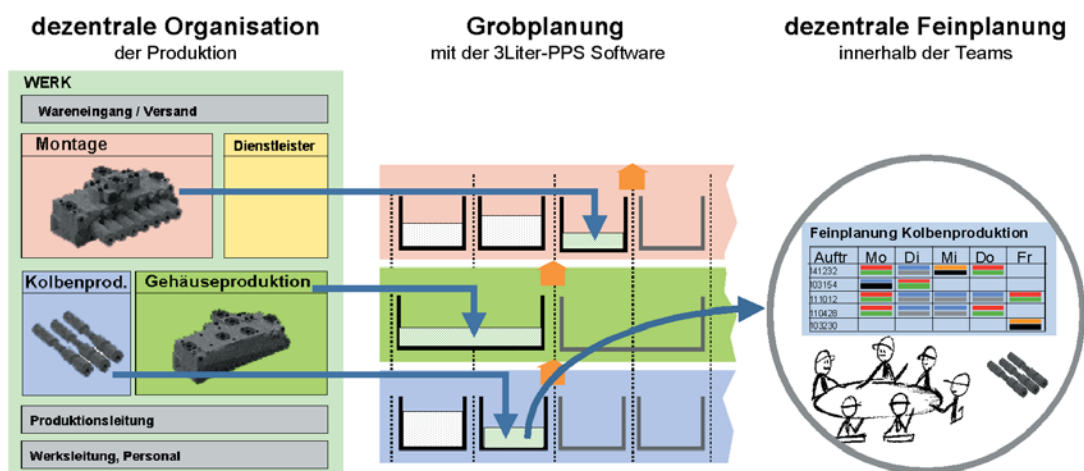 dezentrale Organisation
der Produktion
Grobplanung
mit der 3Liter-PPS Software
dezentrale Feinplanung
innerhalb der Teams
WERK
Wareneingang / Versand
Montage
Dienstleister
Kolbenprod.
Gehäuseproduktion
Produktionsleitung
Werksleitung, Personal
Feinplanung Kolbenproduktion
Auftr Mo Di Mi Do Fr
141232
103154
111012
110428
103230